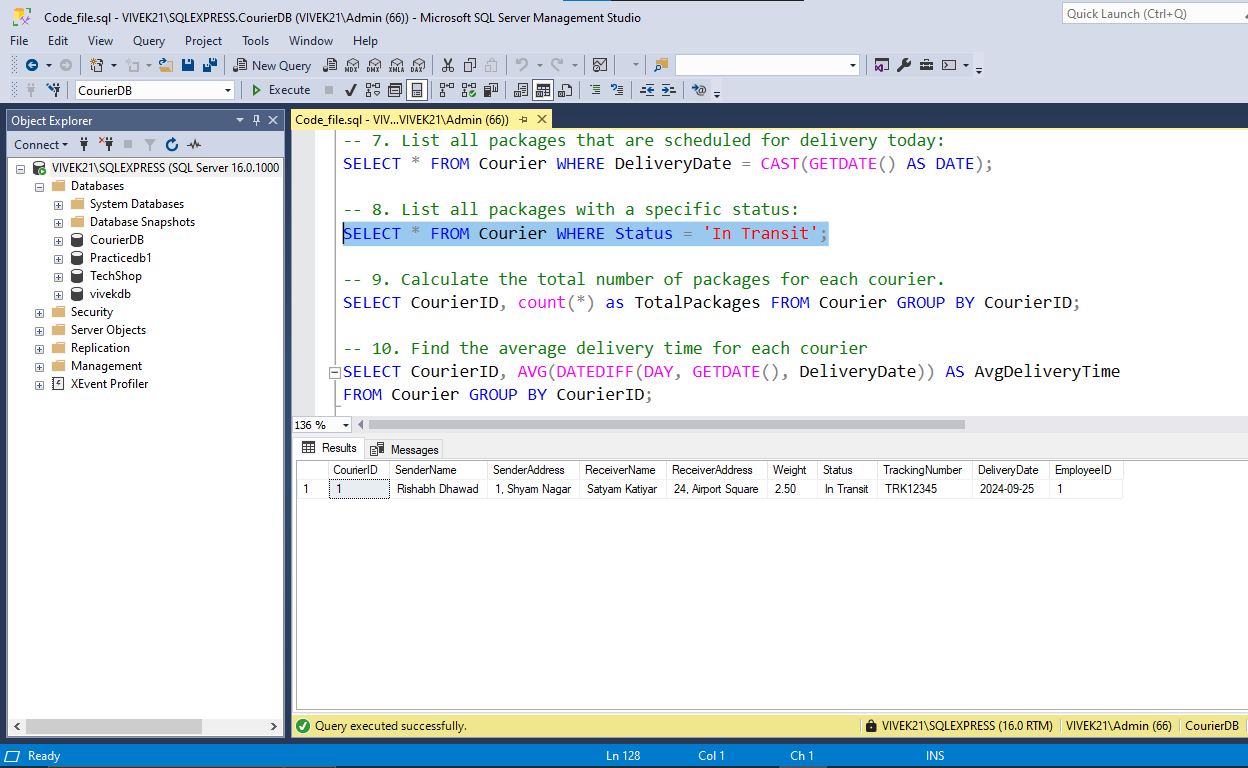 Code_file.sql - VIVEK21\SQLEXPRESS.CourierDB (VIVEK21\Admin (66)) - Microsoft SQL Server Management Studio
Quick Launch (Ctrl+Q)
File Edit View Query Project Tools Window Help
New Query MDX DMX XMLA DAX
CourierDB Execute
Object Explorer
Connect
VIVEK21\SQLEXPRESS (SQL Server 16.0.1000
Databases
System Databases
Database Snapshots
CourierDB
Practicedb1
TechShop
vivekdb
Security
Server Objects
Replication
Management
XEvent Profiler
Code_file.sql - VIV...VIVEK21\Admin (66))
-- 7. List all packages that are scheduled for delivery today:
SELECT * FROM Courier WHERE DeliveryDate = CAST(GETDATE() AS DATE);
-- 8. List all packages with a specific status:
SELECT * FROM Courier WHERE Status = 'In Transit';
-- 9. Calculate the total number of packages for each courier.
SELECT CourierID, count(*) as TotalPackages FROM Courier GROUP BY CourierID;
-- 10. Find the average delivery time for each courier
SELECT CourierID, AVG(DATEDIFF(DAY, GETDATE(), DeliveryDate)) AS AvgDeliveryTime
FROM Courier GROUP BY CourierID;
136 %
Results Messages
CourierID SenderName SenderAddress ReceiverName ReceiverAddress Weight Status TrackingNumber DeliveryDate EmployeeID
1 1 Rishabh Dhawad 1, Shyam Nagar Satyam Katiyar 24, Airport Square 2.50 In Transit TRK12345 2024-09-25 1
Query executed successfully. VIVEK21\SQLEXPRESS (16.0 RTM) VIVEK21\Admin (66) CourierDB
Ready Ln 128 Col 1 Ch 1 INS